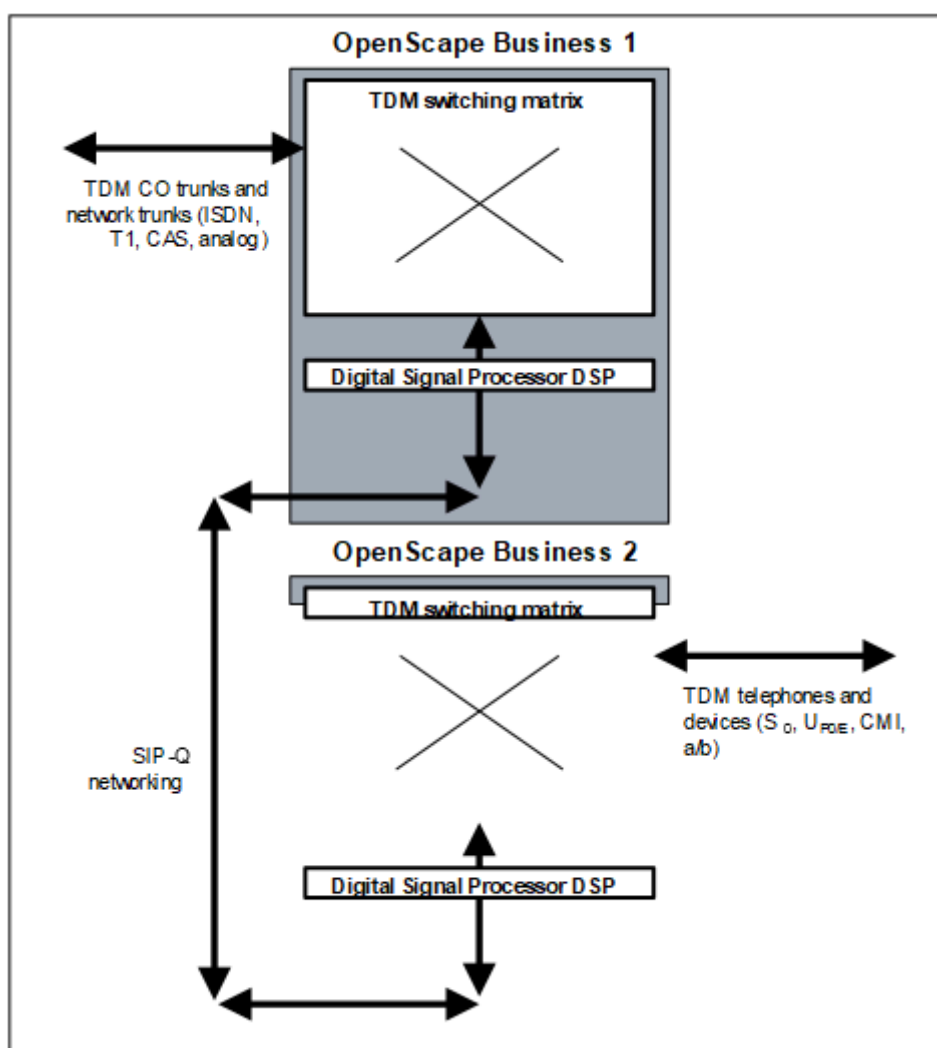 OpenScape Business 1
TDM switching matrix
TDM CO trunks and
network trunks (ISDN,
T1, CAS, analog)
Digital Signal Processor DSP
OpenScape Business 2
TDM switching matrix
TDM telephones and
devices (S₀, U_P0/E, CMI,
a/b)
SIP-Q
networking
Digital Signal Processor DSP